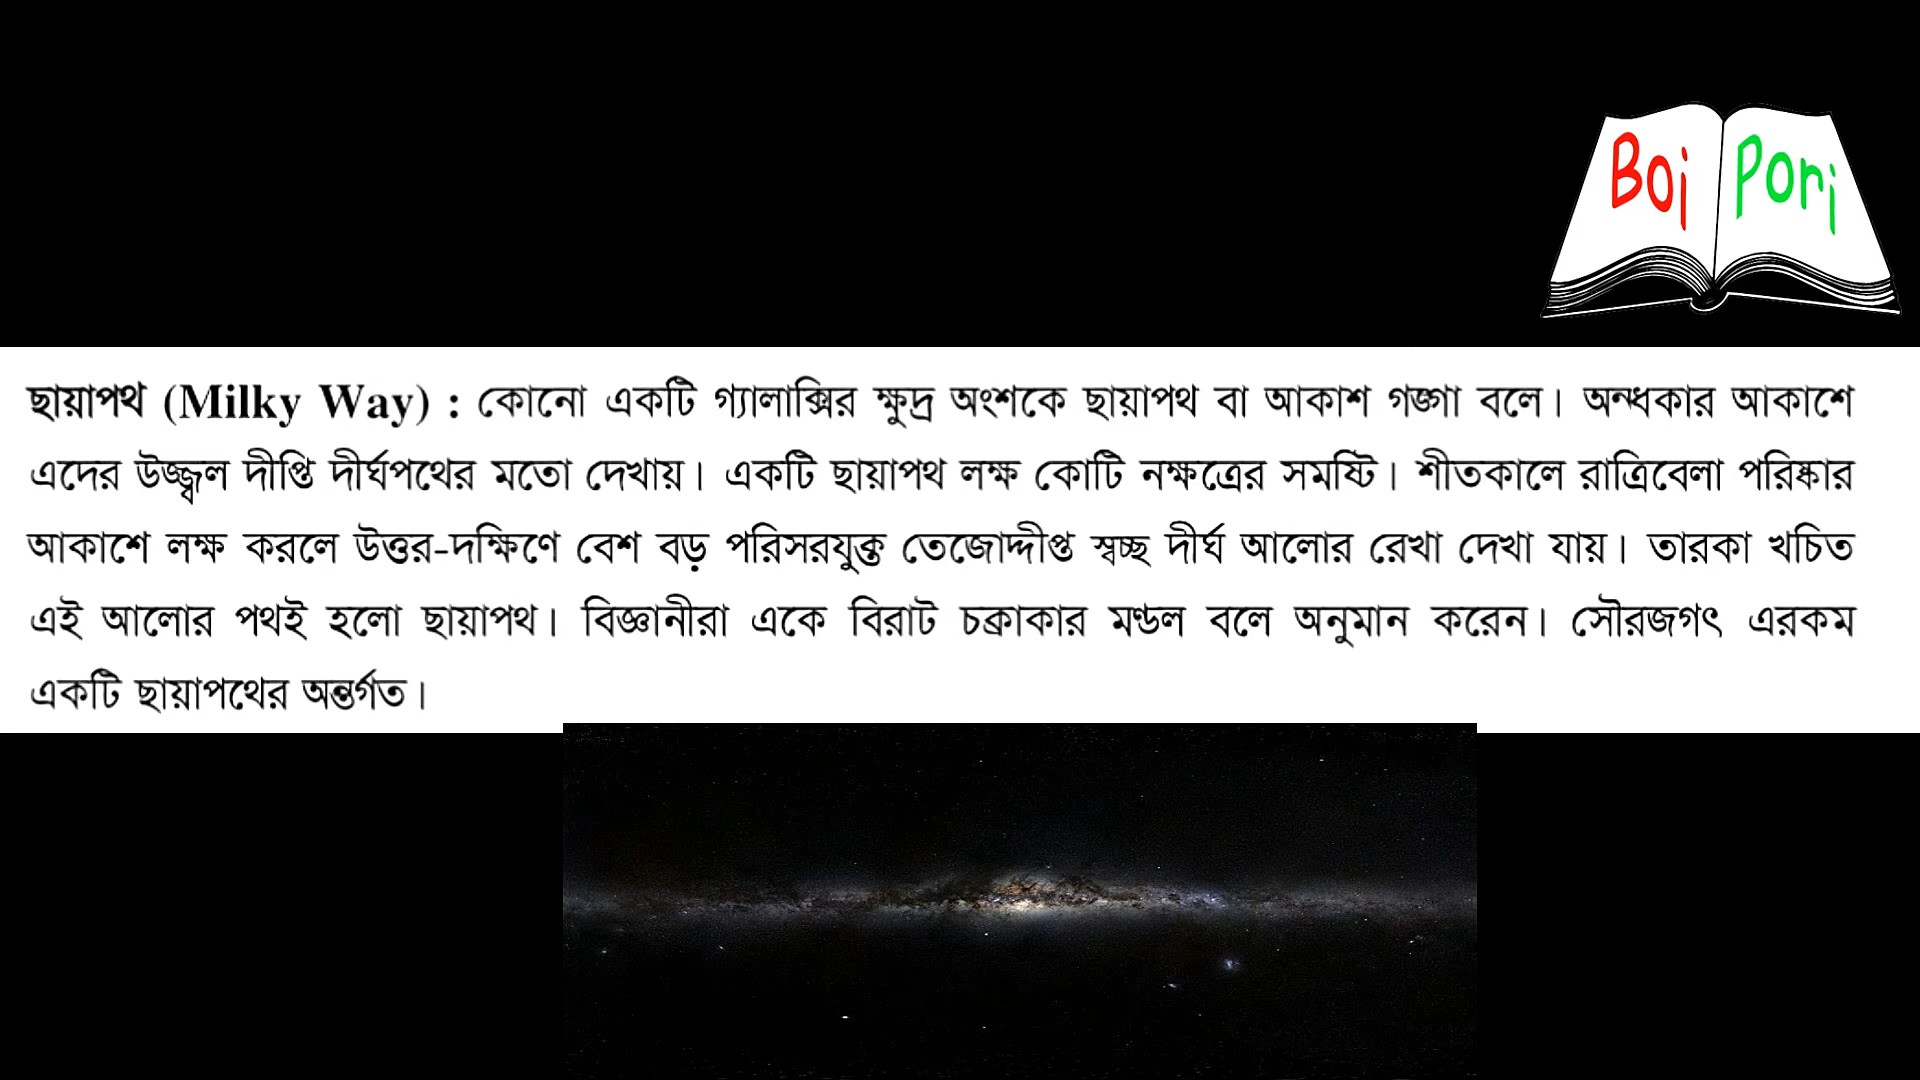 Boi Pori
ছায়াপথ (Milky Way) : কোনো একটি গ্যালাক্সির ক্ষুদ্র অংশকে ছায়াপথ বা আকাশ গঙ্গা বলে। অন্ধকার আকাশে
এদের উজ্জ্বল দীপ্তি দীর্ঘপথের মতো দেখায়। একটি ছায়াপথ লক্ষ কোটি নক্ষত্রের সমষ্টি। শীতকালে রাত্রিবেলা পরিষ্কার
আকাশে লক্ষ করলে উত্তর-দক্ষিণে বেশ বড় পরিসরযুক্ত তেজোদ্দীপ্ত স্বচ্ছ দীর্ঘ আলোর রেখা দেখা যায়। তারকা খচিত
এই আলোর পথই হলো ছায়াপথ। বিজ্ঞানীরা একে বিরাট চক্রাকার মণ্ডল বলে অনুমান করেন। সৌরজগৎ এরকম
একটি ছায়াপথের অন্তর্গত।